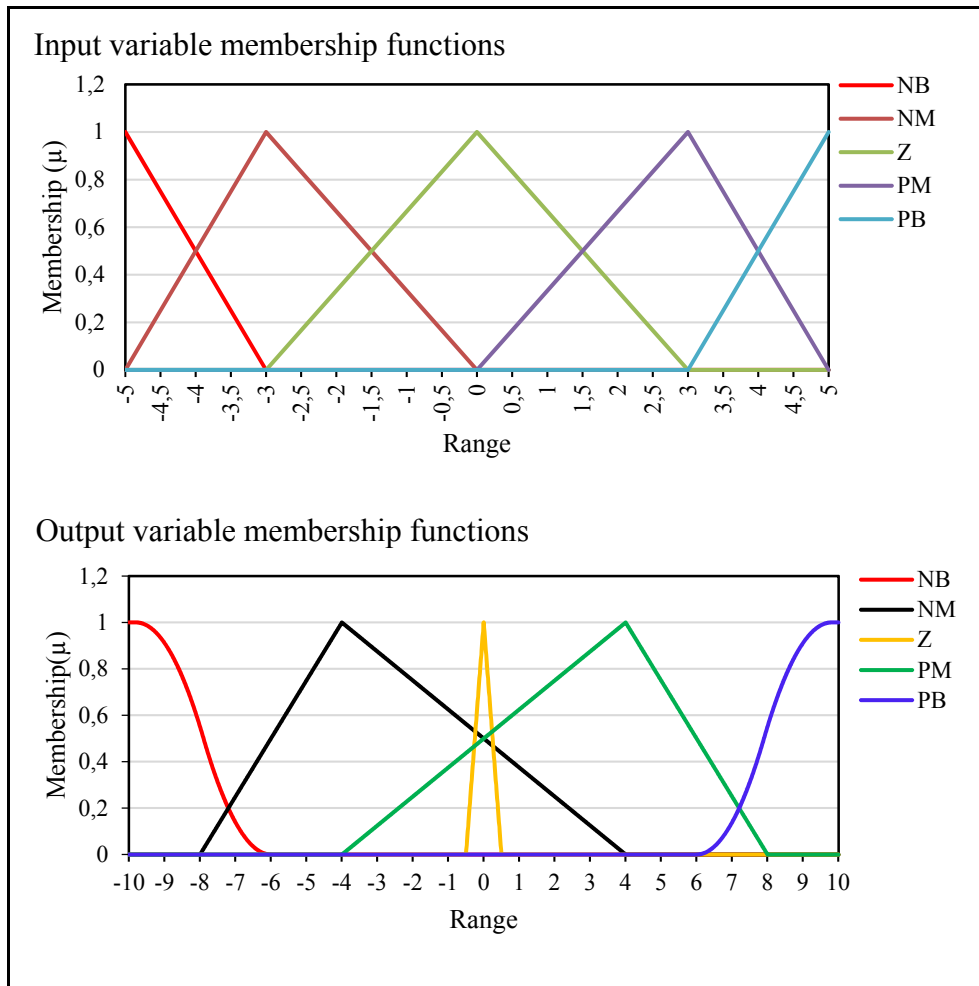 Input variable membership functions
1,2
1
0,8
0,6
0,4
0,2
0
Membership (μ)
-5
-4,5
-4
-3,5
-3
-2,5
-2
-1,5
-1
-0,5
0
0,5
1
1,5
2
2,5
3
3,5
4
4,5
5
Range
NB
NM
Z
PM
PB
Output variable membership functions
1,2
1
0,8
0,6
0,4
0,2
0
Membership(μ)
-10 -9 -8 -7 -6 -5 -4 -3 -2 -1 0 1 2 3 4 5 6 7 8 9 10
Range
NB
NM
Z
PM
PB